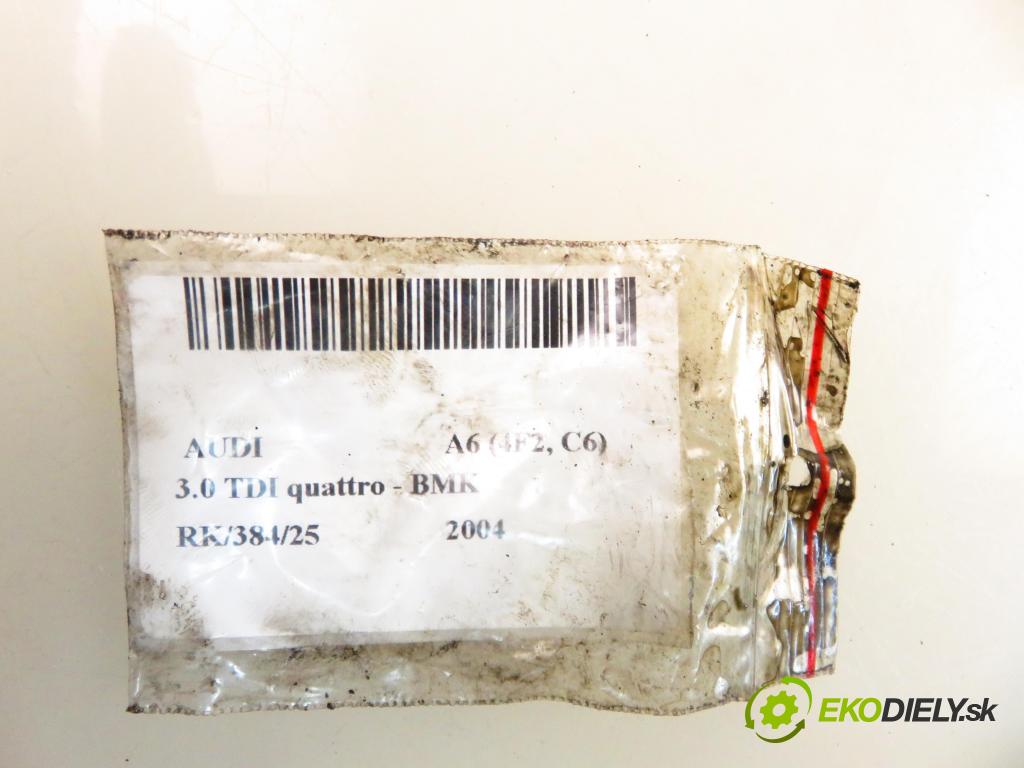 AUDI A6 (4F2, C6)
3.0 TDI quattro - BMK
RK/384/25 2004
EKODIELY.sk